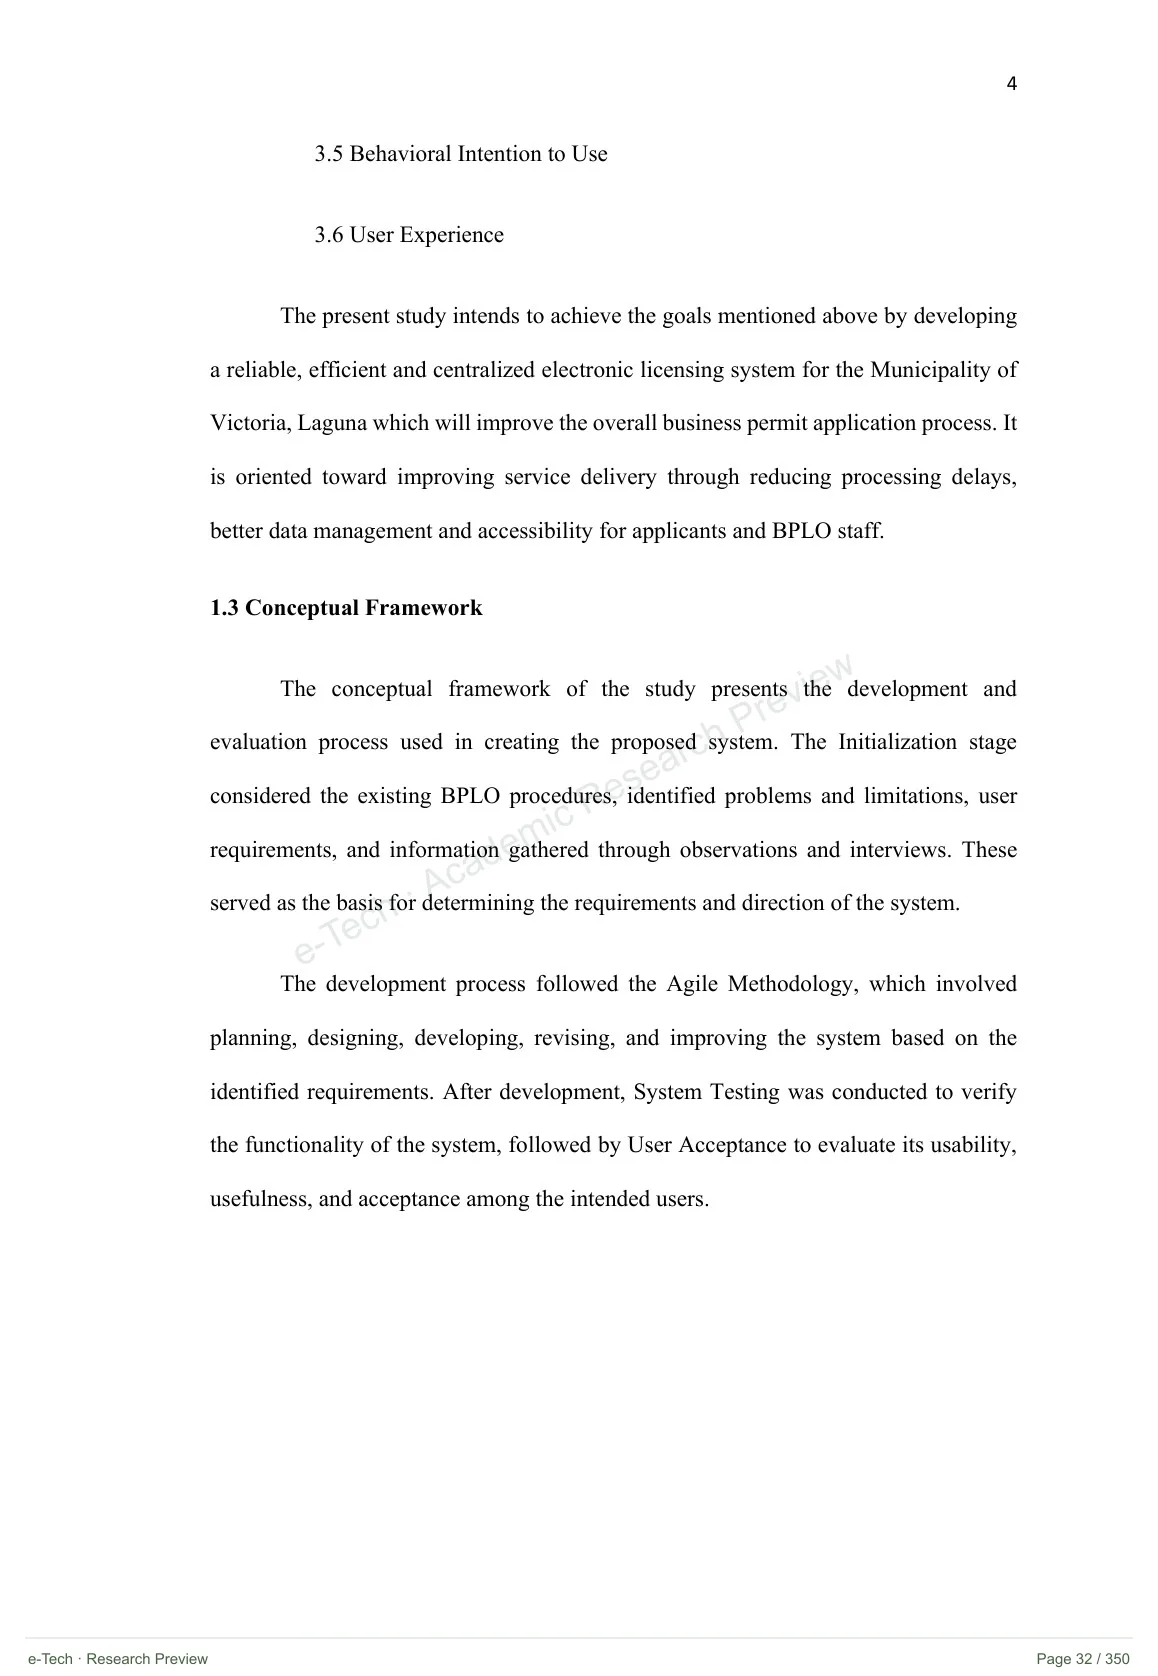 4
3.5 Behavioral Intention to Use
3.6 User Experience
The present study intends to achieve the goals mentioned above by developing
a reliable, efficient and centralized electronic licensing system for the Municipality of
Victoria, Laguna which will improve the overall business permit application process. It
is oriented toward improving service delivery through reducing processing delays,
better data management and accessibility for applicants and BPLO staff.
1.3 Conceptual Framework
The conceptual framework of the study presents the development and
evaluation process used in creating the proposed system. The Initialization stage
considered the existing BPLO procedures, identified problems and limitations, user
requirements, and information gathered through observations and interviews. These
served as the basis for determining the requirements and direction of the system.
The development process followed the Agile Methodology, which involved
planning, designing, developing, revising, and improving the system based on the
identified requirements. After development, System Testing was conducted to verify
the functionality of the system, followed by User Acceptance to evaluate its usability,
usefulness, and acceptance among the intended users.
e-Tech · Academic Research Preview
e-Tech · Research Preview
Page 32 / 350